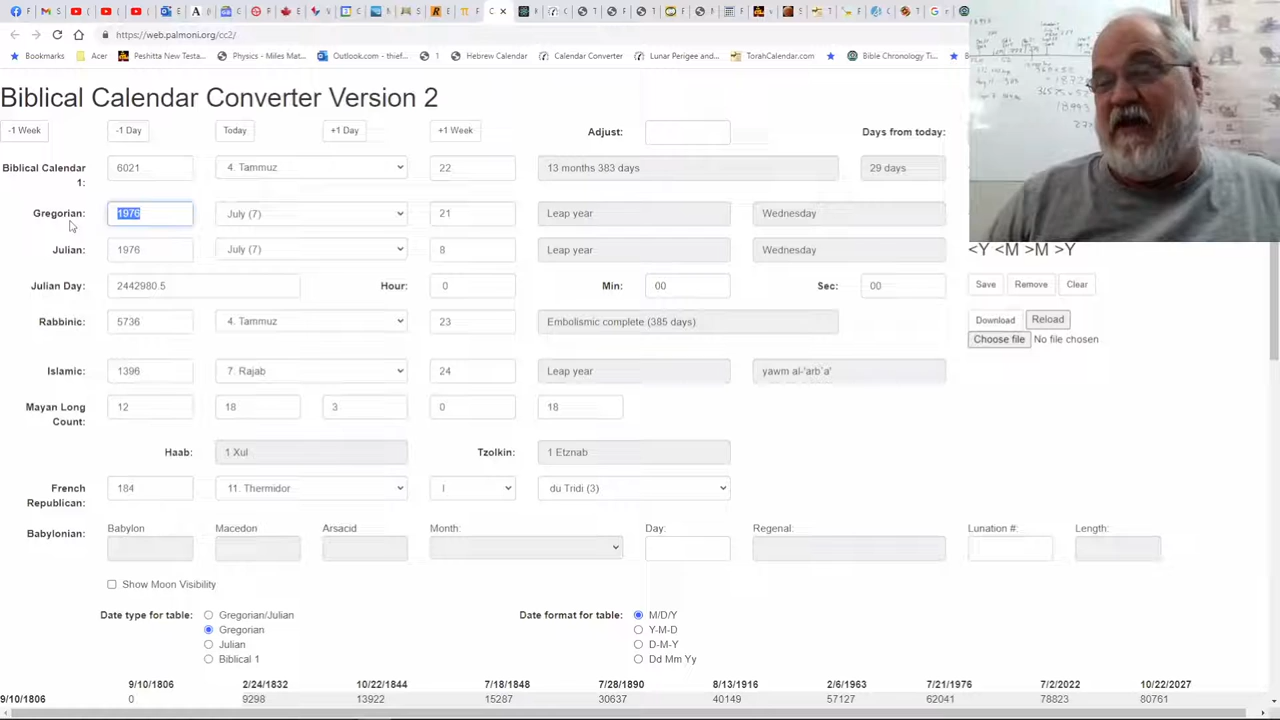 https://web.palmoni.org/cc2/
Bookmarks Acer Peshitta New Testa... Physics - Miles Mat... Outlook.com - thief... 1 Hebrew Calendar Calendar Converter Lunar Perigee and... TorahCalendar.com Bible Chronology Ti...
Biblical Calendar Converter Version 2
-1 Week -1 Day Today +1 Day +1 Week Adjust: Days from today:
Biblical Calendar 1: 6021 4. Tammuz 22 13 months 383 days 29 days
Gregorian: 1976 July (7) 21 Leap year Wednesday
Julian: 1976 July (7) 8 Leap year Wednesday
<Y <M >M >Y
Julian Day: 2442980.5 Hour: 0 Min: 00 Sec: 00 Save Remove Clear
Rabbinic: 5736 4. Tammuz 23 Embolismic complete (385 days) Download Reload
Choose file No file chosen
Islamic: 1396 7. Rajab 24 Leap year yawm al-'arb`a'
Mayan Long Count: 12 18 3 0 18
Haab: 1 Xul Tzolkin: 1 Etznab
French Republican: 184 11. Thermidor I du Tridi (3)
Babylonian: Babylon Macedon Arsacid Month: Day: Regenal: Lunation #: Length:
Show Moon Visibility
Date type for table: Gregorian/Julian Date format for table: M/D/Y
Gregorian Y-M-D
Julian D-M-Y
Biblical 1 Dd Mm Yy
9/10/1806 2/24/1832 10/22/1844 7/18/1848 7/28/1890 8/13/1916 2/6/1963 7/21/1976 7/2/2022 10/22/2027
9/10/1806 0 9298 13922 15287 30637 40149 57127 62041 78823 80761